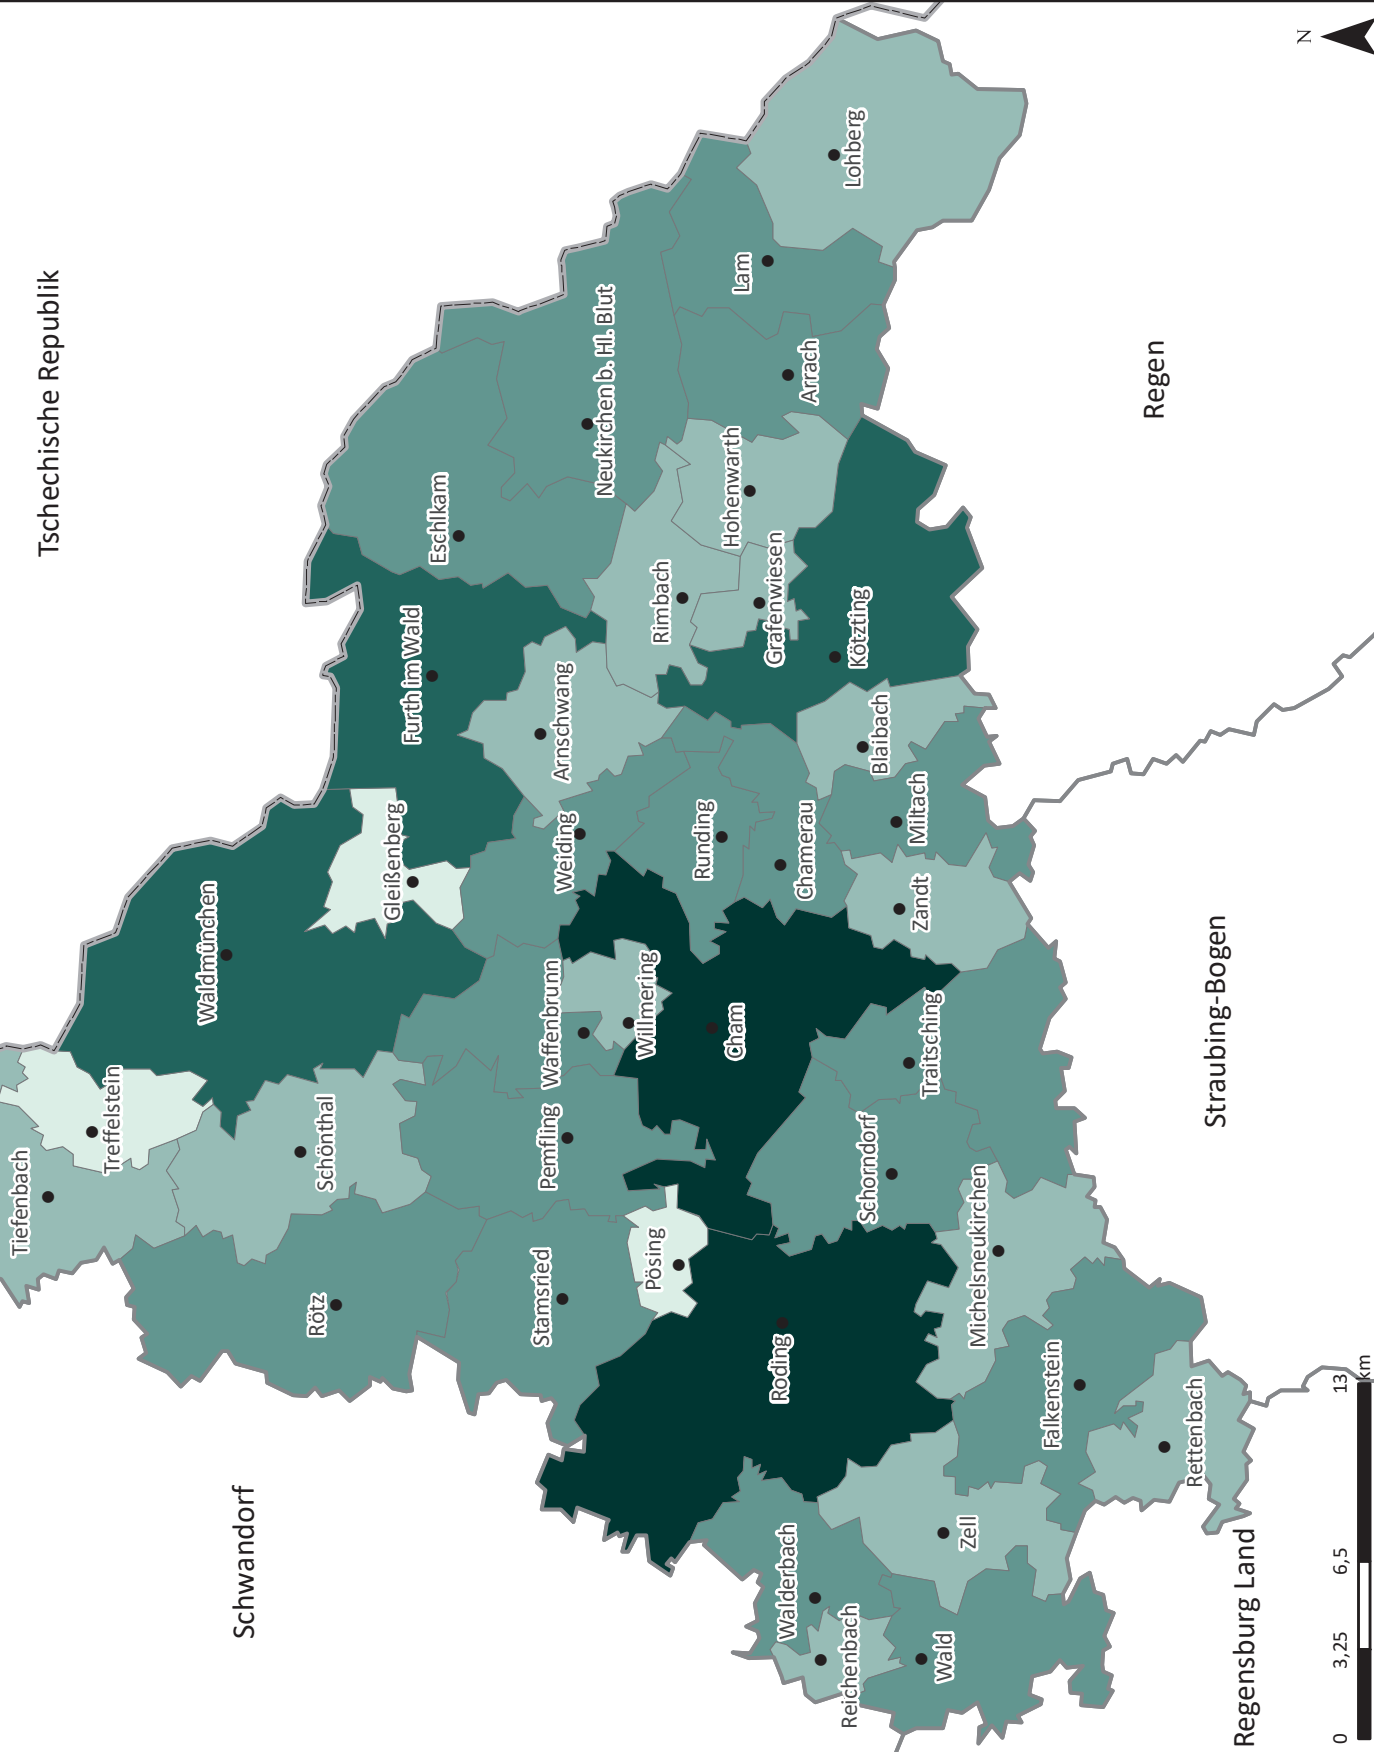 Tschechische Republik
Tiefenbach
Treffelstein
Waldmünchen
Schönthal
Rötz
Gleißenberg
Furth im Wald
Eschlkam
Neukirchen b. Hl. Blut
Arnschwang
Weiding
Waffenbrunn
Willmering
Pemfling
Stamsried
Pösing
Schwandorf
Rimbach
Hohenwarth
Grafenwiesen
Lam
Arrach
Lohberg
Kötzting
Blaibach
Miltach
Runding
Chamerau
Zandt
Cham
Traitsching
Schorndorf
Michelsneukirchen
Roding
Falkenstein
Rettenbach
Zell
Walderbach
Reichenbach
Wald
Regen
Straubing-Bogen
Regensburg Land
N
0 3,25 6,5 13
km